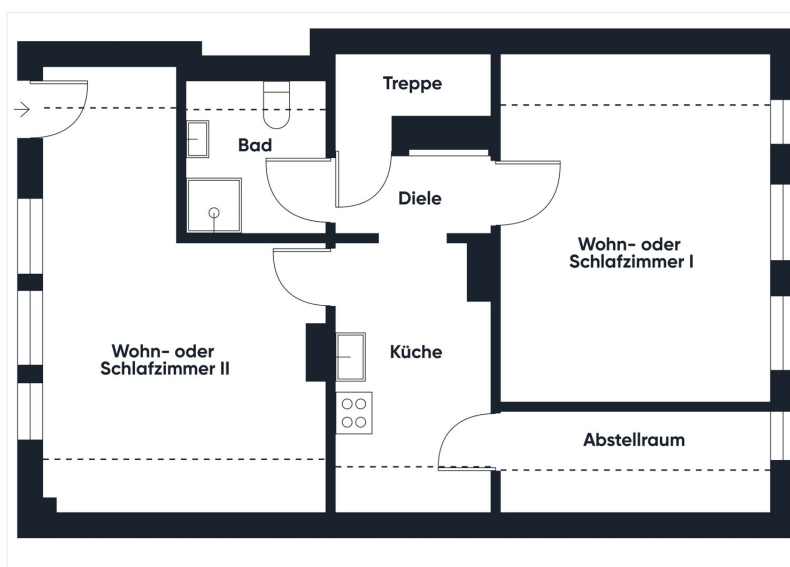 Treppe
Bad
Diele
Wohn- oder
Schlafzimmer I
Wohn- oder
Schlafzimmer II
Küche
Abstellraum